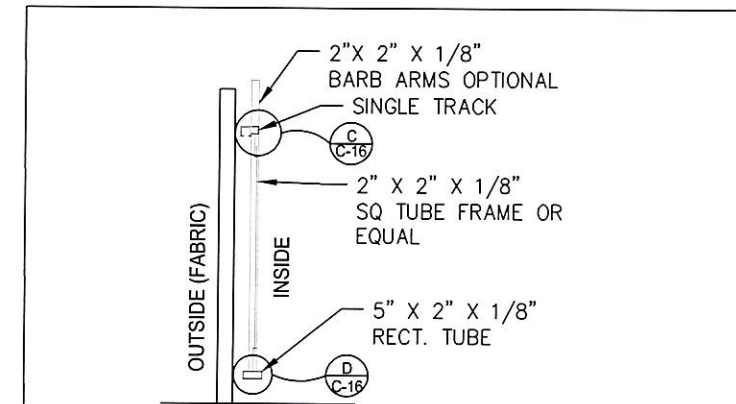 2"X 2" X 1/8"
BARB ARMS OPTIONAL
SINGLE TRACK
C
C-16
2" X 2" X 1/8"
SQ TUBE FRAME OR
EQUAL
OUTSIDE (FABRIC)
INSIDE
5" X 2" X 1/8"
RECT. TUBE
D
C-16